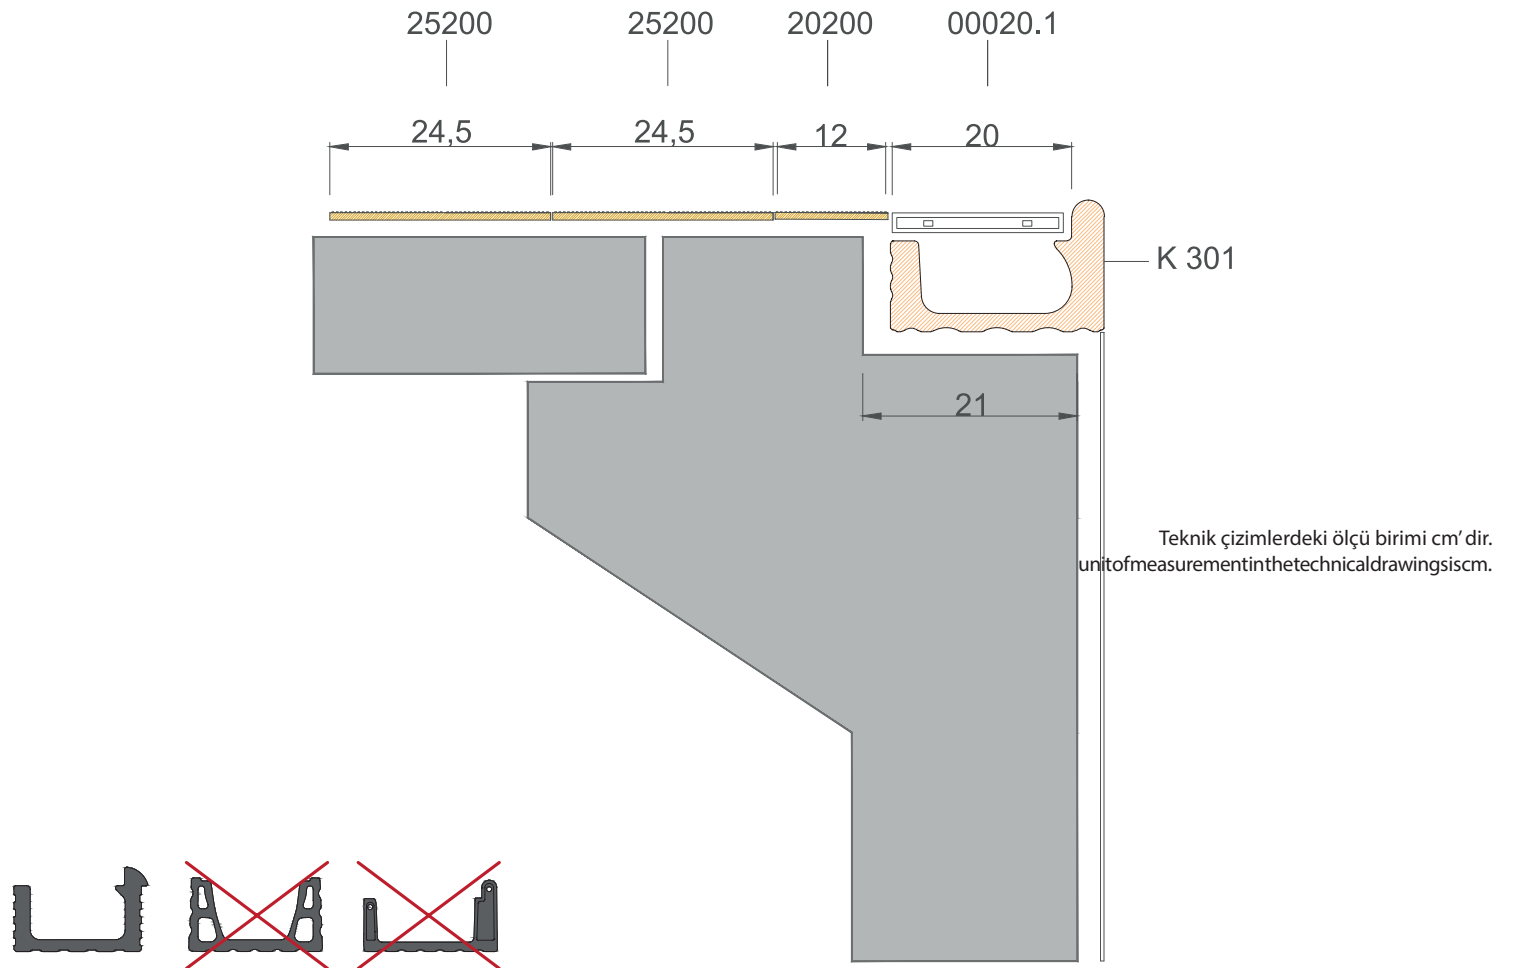 25200 25200 20200 00020.1
24,5 24,5 12 20
K 301
21
Teknik çizimlerdeki ölçü birimi cm’ dir.
unitofmeasurementinthetechnicaldrawingsiscm.